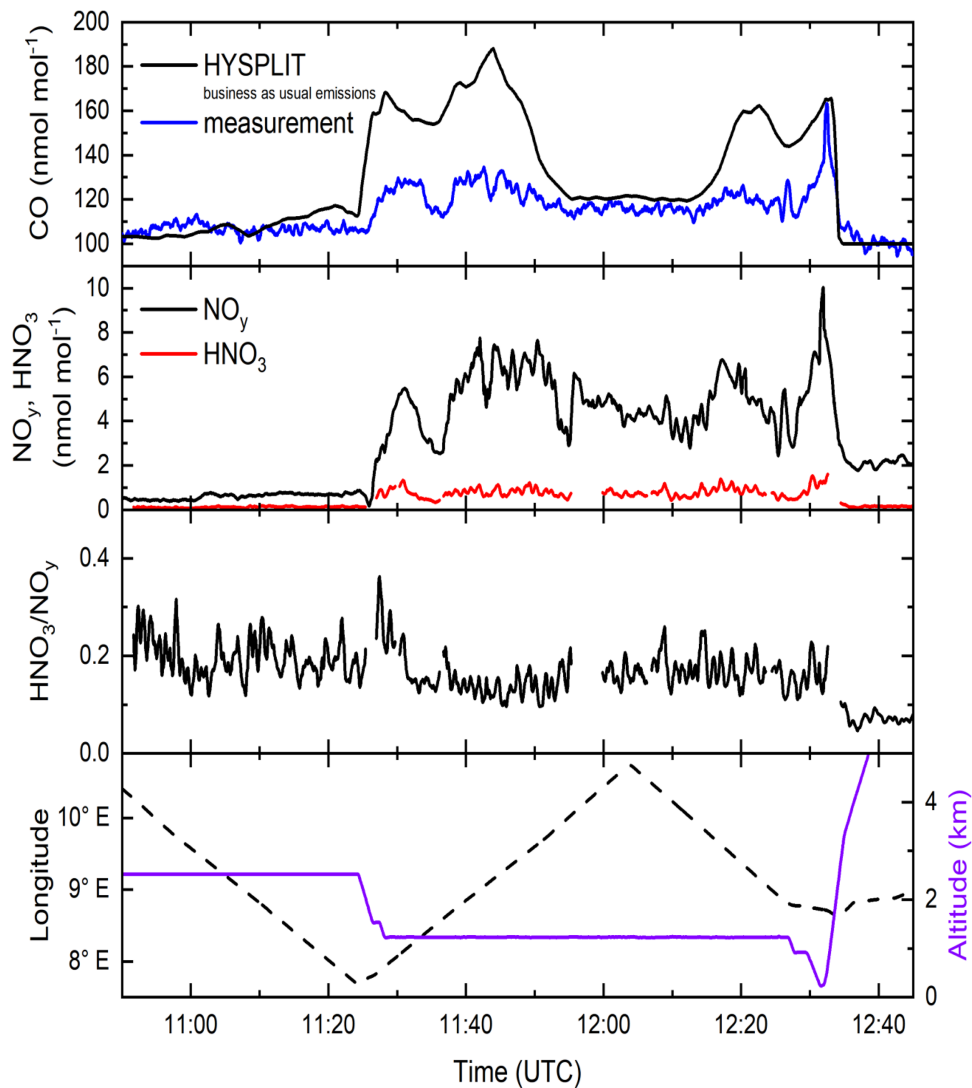 200
180
160
140
120
100
CO (nmol mol⁻¹)
HYSPLIT
business as usual emissions
measurement
10
8
6
4
2
0
NOy, HNO₃
(nmol mol⁻¹)
NOy
HNO₃
0.4
0.2
0.0
HNO₃/NOy
10° E
9° E
8° E
Longitude
4
2
0
Altitude (km)
11:00 11:20 11:40 12:00 12:20 12:40
Time (UTC)